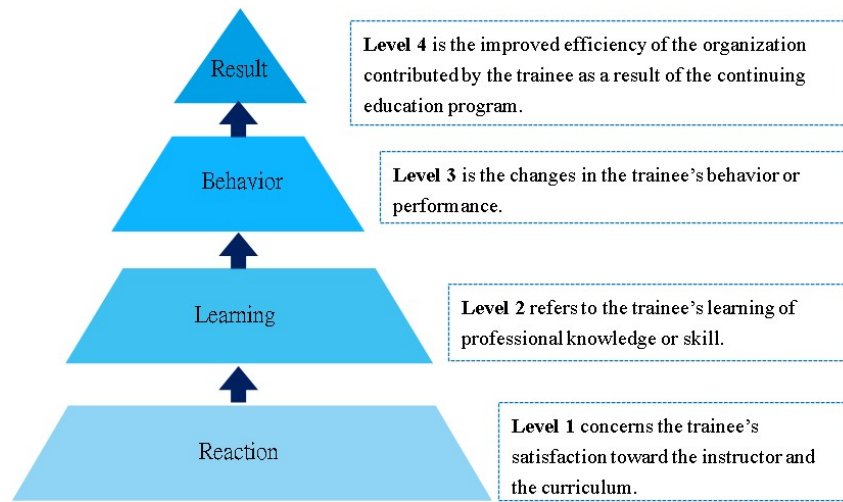 Result
Level 4 is the improved efficiency of the organization
contributed by the trainee as a result of the continuing
education program.
Behavior
Level 3 is the changes in the trainee's behavior or
performance.
Learning
Level 2 refers to the trainee's learning of
professional knowledge or skill.
Reaction
Level 1 concerns the trainee's
satisfaction toward the instructor and
the curriculum.